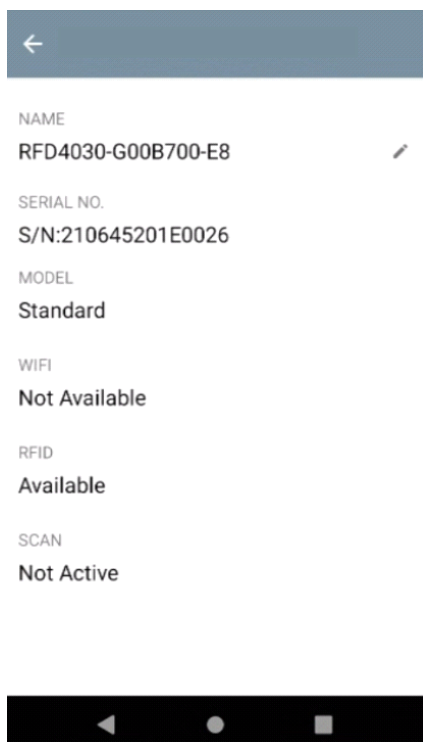 NAME
RFD4030-G00B700-E8
SERIAL NO.
S/N:210645201E0026
MODEL
Standard
WIFI
Not Available
RFID
Available
SCAN
Not Active